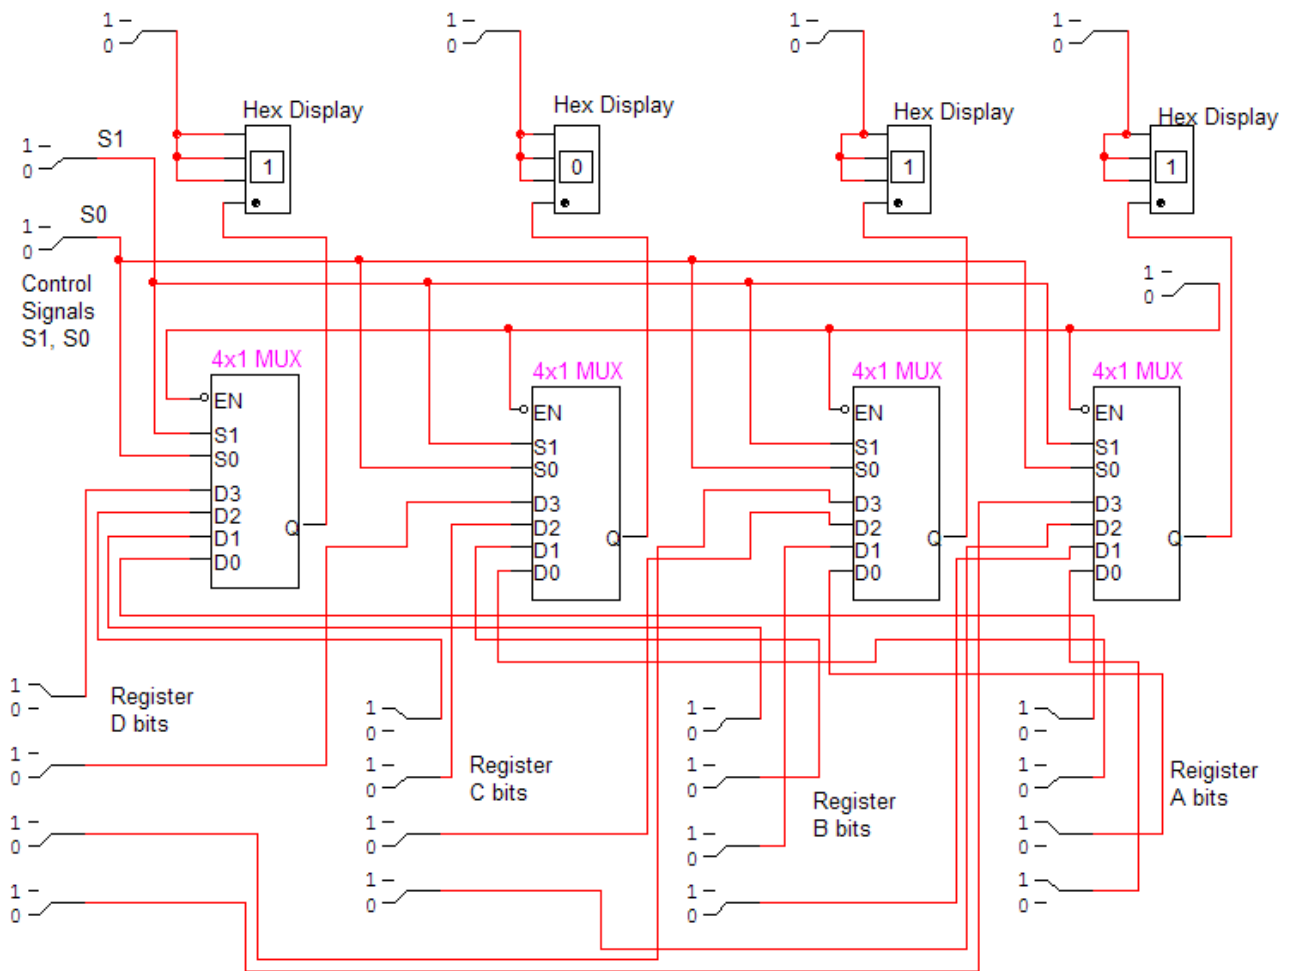 1 1 1 1
0 0 0 0
Hex Display Hex Display Hex Display Hex Display
1 S1
0
1 0 1 1
1 S0
0
Control
Signals
S1, S0
1
0
4x1 MUX 4x1 MUX 4x1 MUX 4x1 MUX
EN EN EN EN
S1 S1 S1 S1
S0 S0 S0 S0
D3 D3 D3 D3
D2 D2 D2 D2
Q Q Q Q
D1 D1 D1 D1
D0 D0 D0 D0
1
0
Register
D bits
1
0
1
0
1
0
1
0
1
0
Register
C bits
1
0
1
0
1
0
1
0
Register
B bits
1
0
1
0
1
0
1
0
Reigister
A bits
1
0
1
0